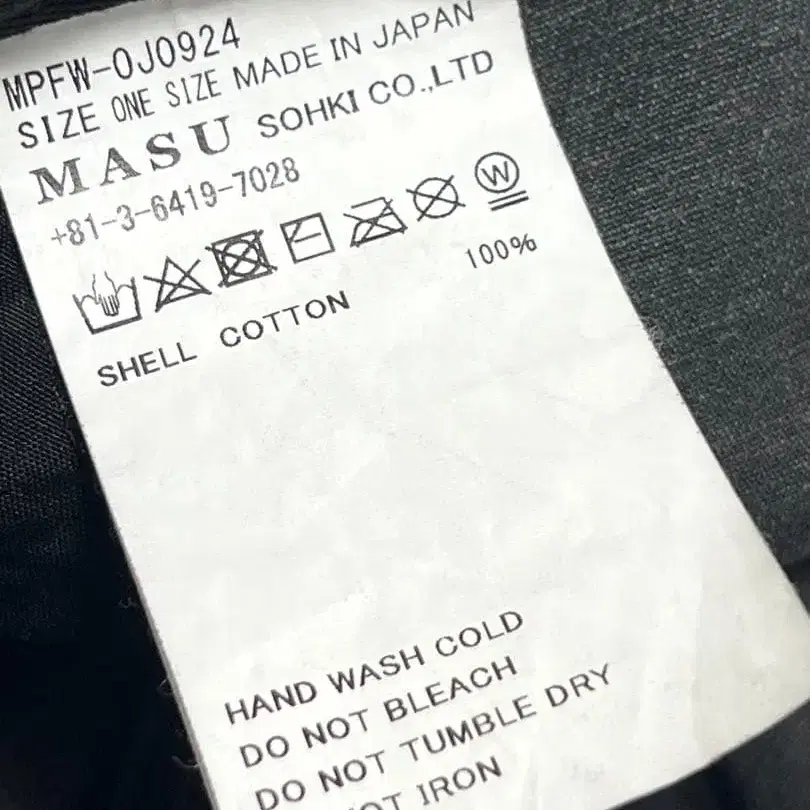 MPFW-0J0924
SIZE ONE SIZE MADE IN JAPAN
MASU SOHKI CO.,LTD
+81-3-6419-7028
W
SHELL COTTON 100%
HAND WASH COLD
DO NOT BLEACH
DO NOT TUMBLE DRY
IRON